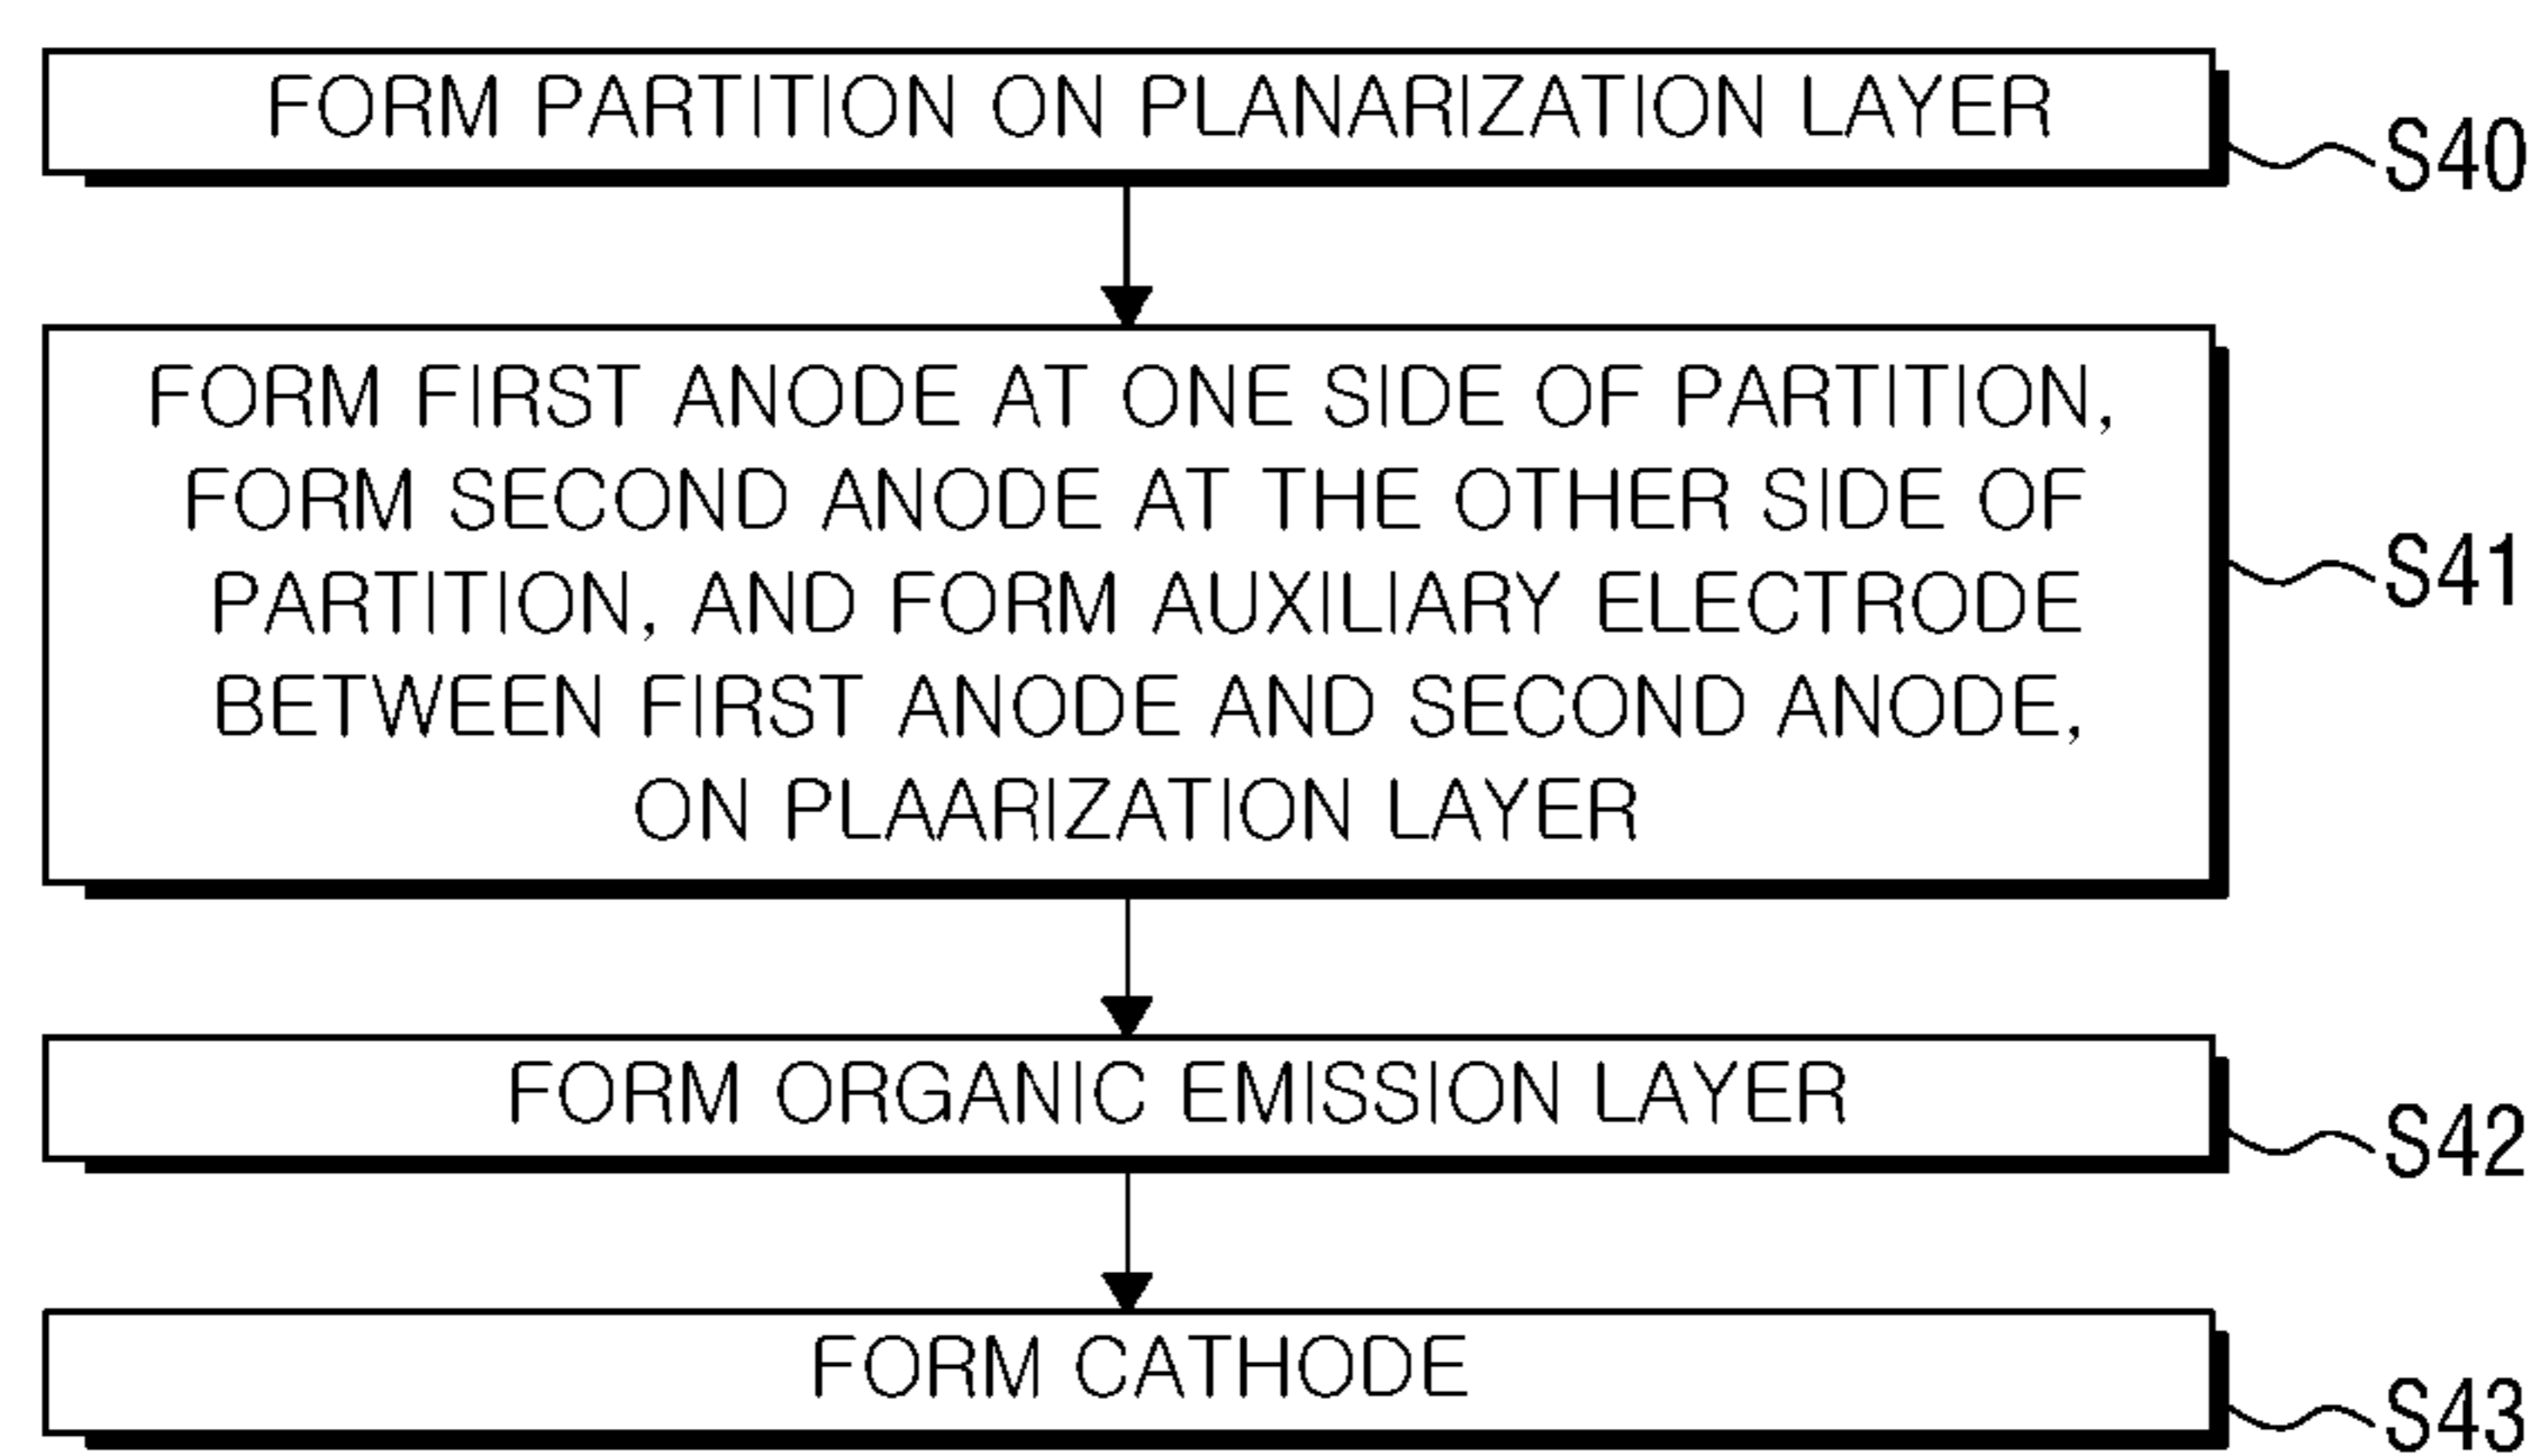 FORM PARTITION ON PLANARIZATION LAYER
S40
FORM FIRST ANODE AT ONE SIDE OF PARTITION,
FORM SECOND ANODE AT THE OTHER SIDE OF
PARTITION, AND FORM AUXILIARY ELECTRODE
BETWEEN FIRST ANODE AND SECOND ANODE,
ON PLAARIZATION LAYER
S41
FORM ORGANIC EMISSION LAYER
S42
FORM CATHODE
S43